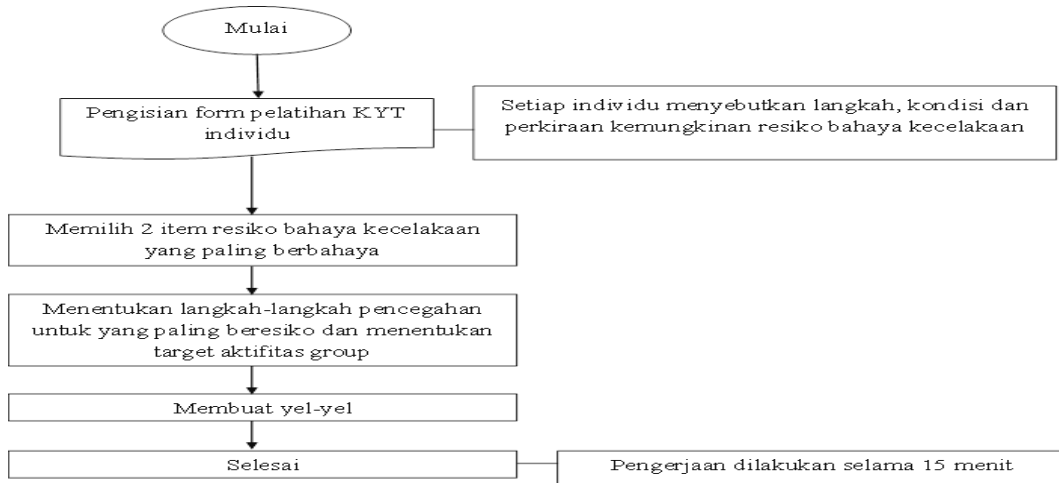 Mulai
Pengisian form pelatihan KYT
individu
Setiap individu menyebutkan langkah, kondisi dan
perkiraan kemungkinan resiko bahaya kecelakaan
Memilih 2 item resiko bahaya kecelakaan
yang paling berbahaya
Menentukan langkah-langkah pencegahan
untuk yang paling beresiko dan menentukan
target aktifitas group
Membuat yel-yel
Selesai
Pengerjaan dilakukan selama 15 menit